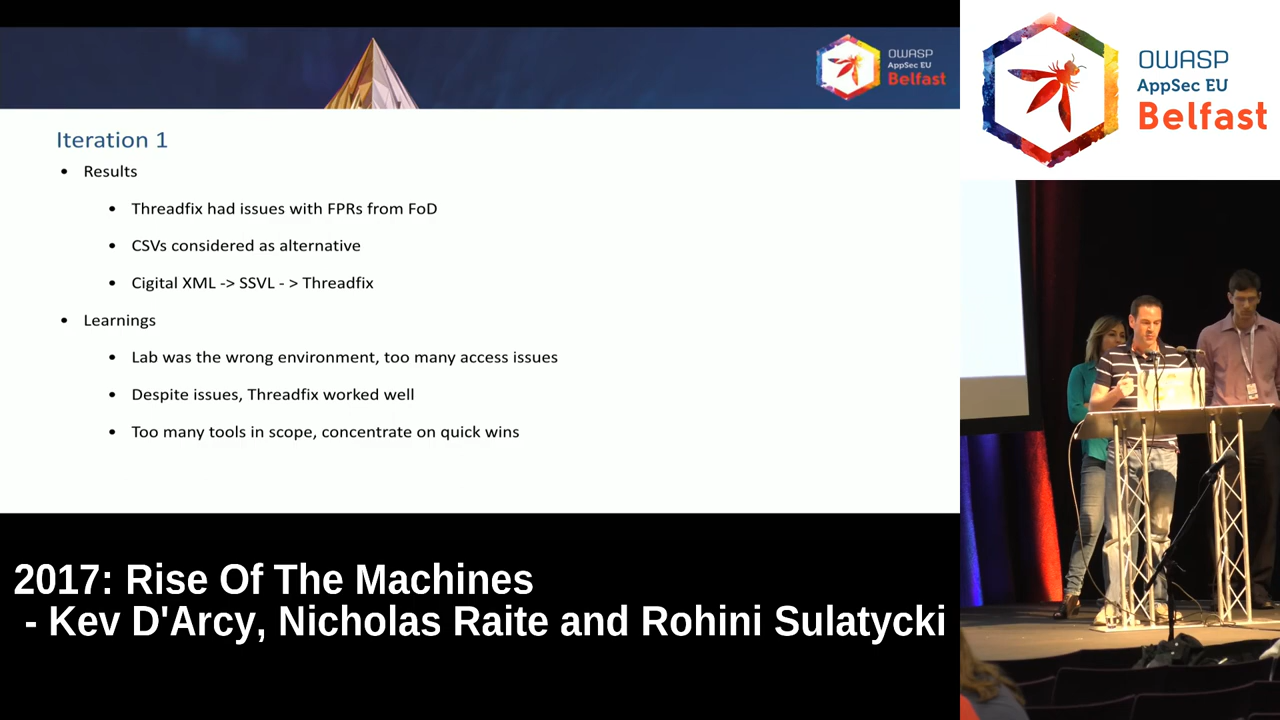 OWASP
AppSec EU
Belfast
Iteration 1
• Results
• Threadfix had issues with FPRs from FoD
• CSVs considered as alternative
• Cigital XML -> SSVL - > Threadfix
• Learnings
• Lab was the wrong environment, too many access issues
• Despite issues, Threadfix worked well
• Too many tools in scope, concentrate on quick wins
2017: Rise Of The Machines
- Kev D'Arcy, Nicholas Raite and Rohini Sulatycki
OWASP
AppSec EU
Belfast